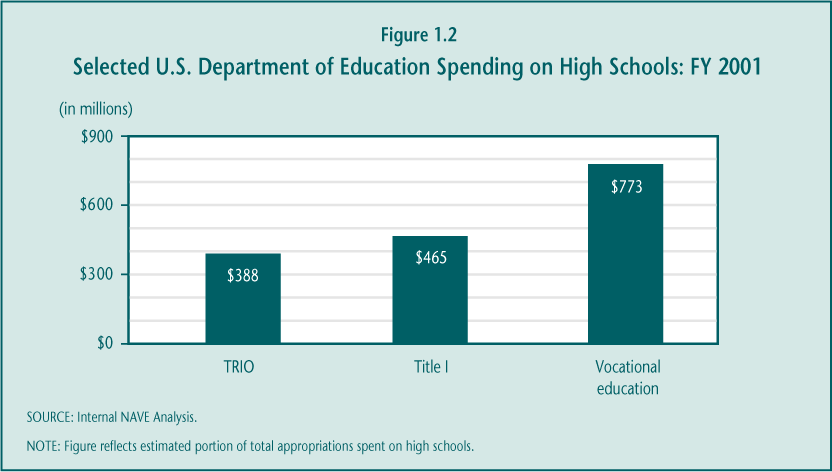 Figure 1.2
Selected U.S. Department of Education Spending on High Schools: FY 2001
(in millions)
$900
$600
$300
$0
$388
$465
$773
TRIO
Title I
Vocational
education
SOURCE: Internal NAVE Analysis.
NOTE: Figure reflects estimated portion of total appropriations spent on high schools.